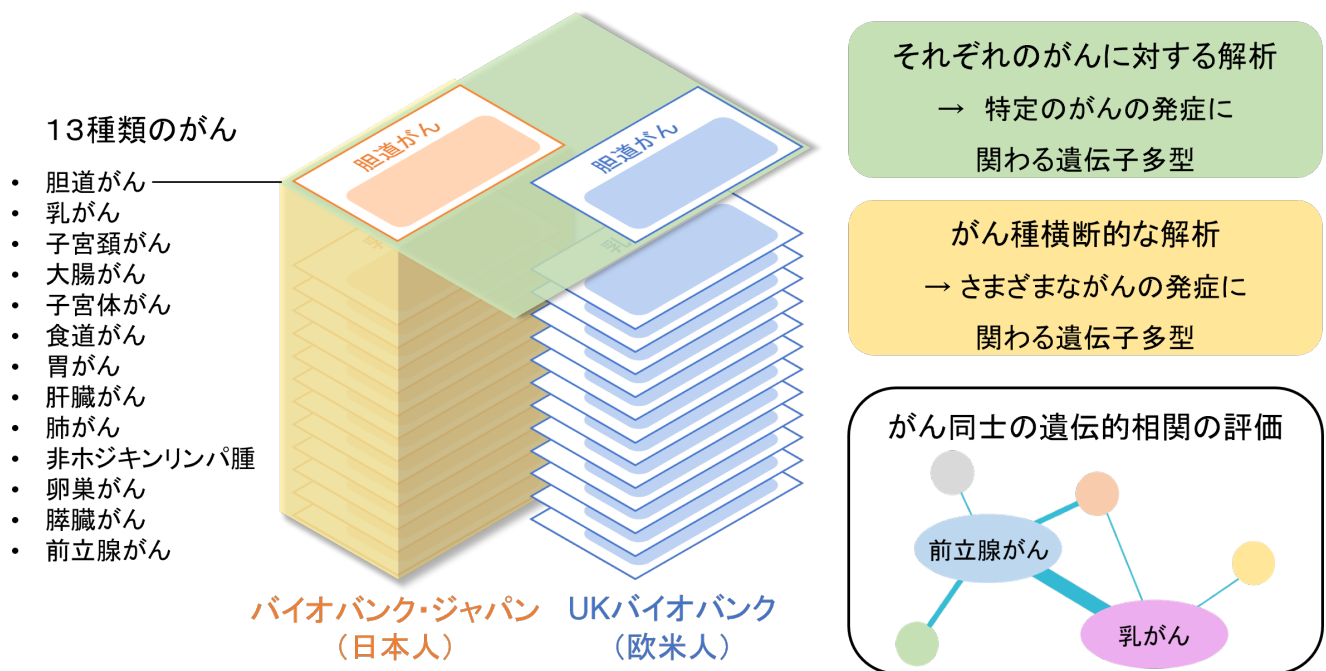 13種類のがん
• 胆道がん
• 乳がん
• 子宮頚がん
• 大腸がん
• 子宮体がん
• 食道がん
• 胃がん
• 肝臓がん
• 肺がん
• 非ホジキンリンパ腫
• 卵巣がん
• 膵臓がん
• 前立腺がん
胆道がん
胆道がん
バイオバンク・ジャパン
（日本人）
UKバイオバンク
（欧米人）
それぞれのがんに対する解析
→ 特定のがんの発症に
関わる遺伝子多型
がん種横断的な解析
→ さまざまながんの発症に
関わる遺伝子多型
がん同士の遺伝的相関の評価
前立腺がん
乳がん